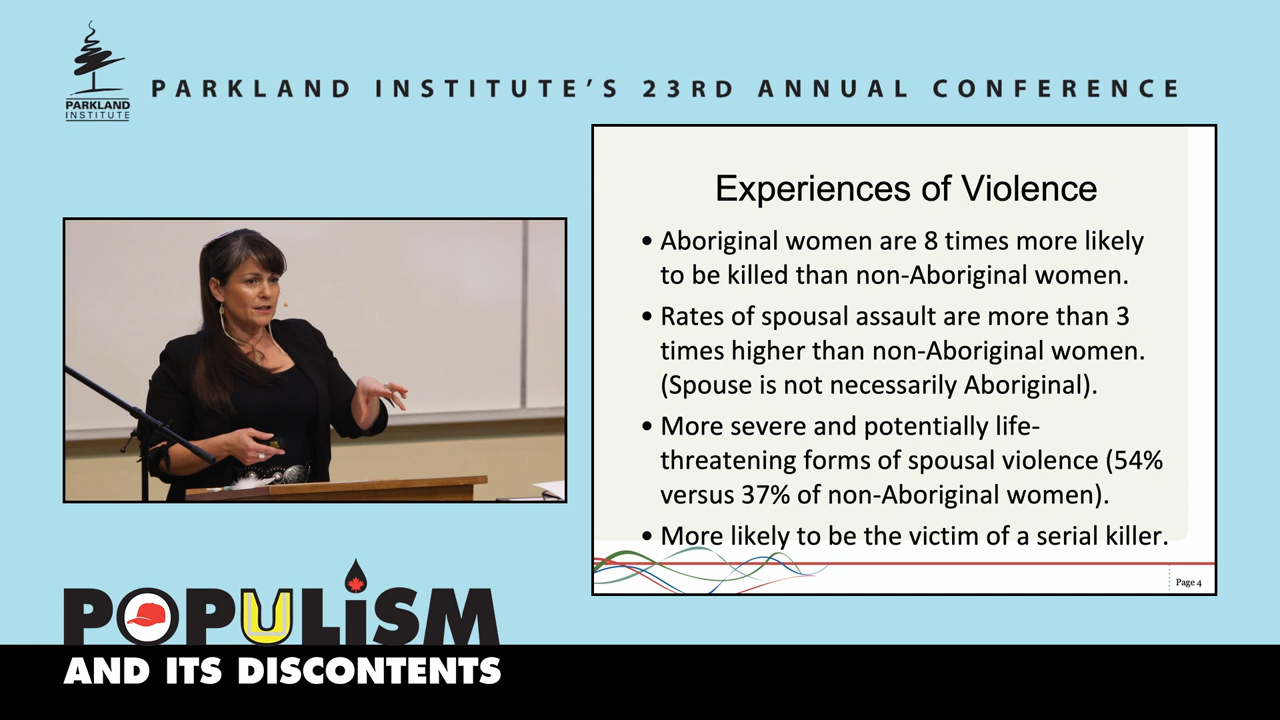 PARKLAND
INSTITUTE
PARKLAND INSTITUTE'S 23RD ANNUAL CONFERENCE
Experiences of Violence
• Aboriginal women are 8 times more likely
to be killed than non-Aboriginal women.
• Rates of spousal assault are more than 3
times higher than non-Aboriginal women.
(Spouse is not necessarily Aboriginal).
• More severe and potentially life-
threatening forms of spousal violence (54%
versus 37% of non-Aboriginal women).
• More likely to be the victim of a serial killer.
Page 4
POPULiSM
AND ITS DISCONTENTS